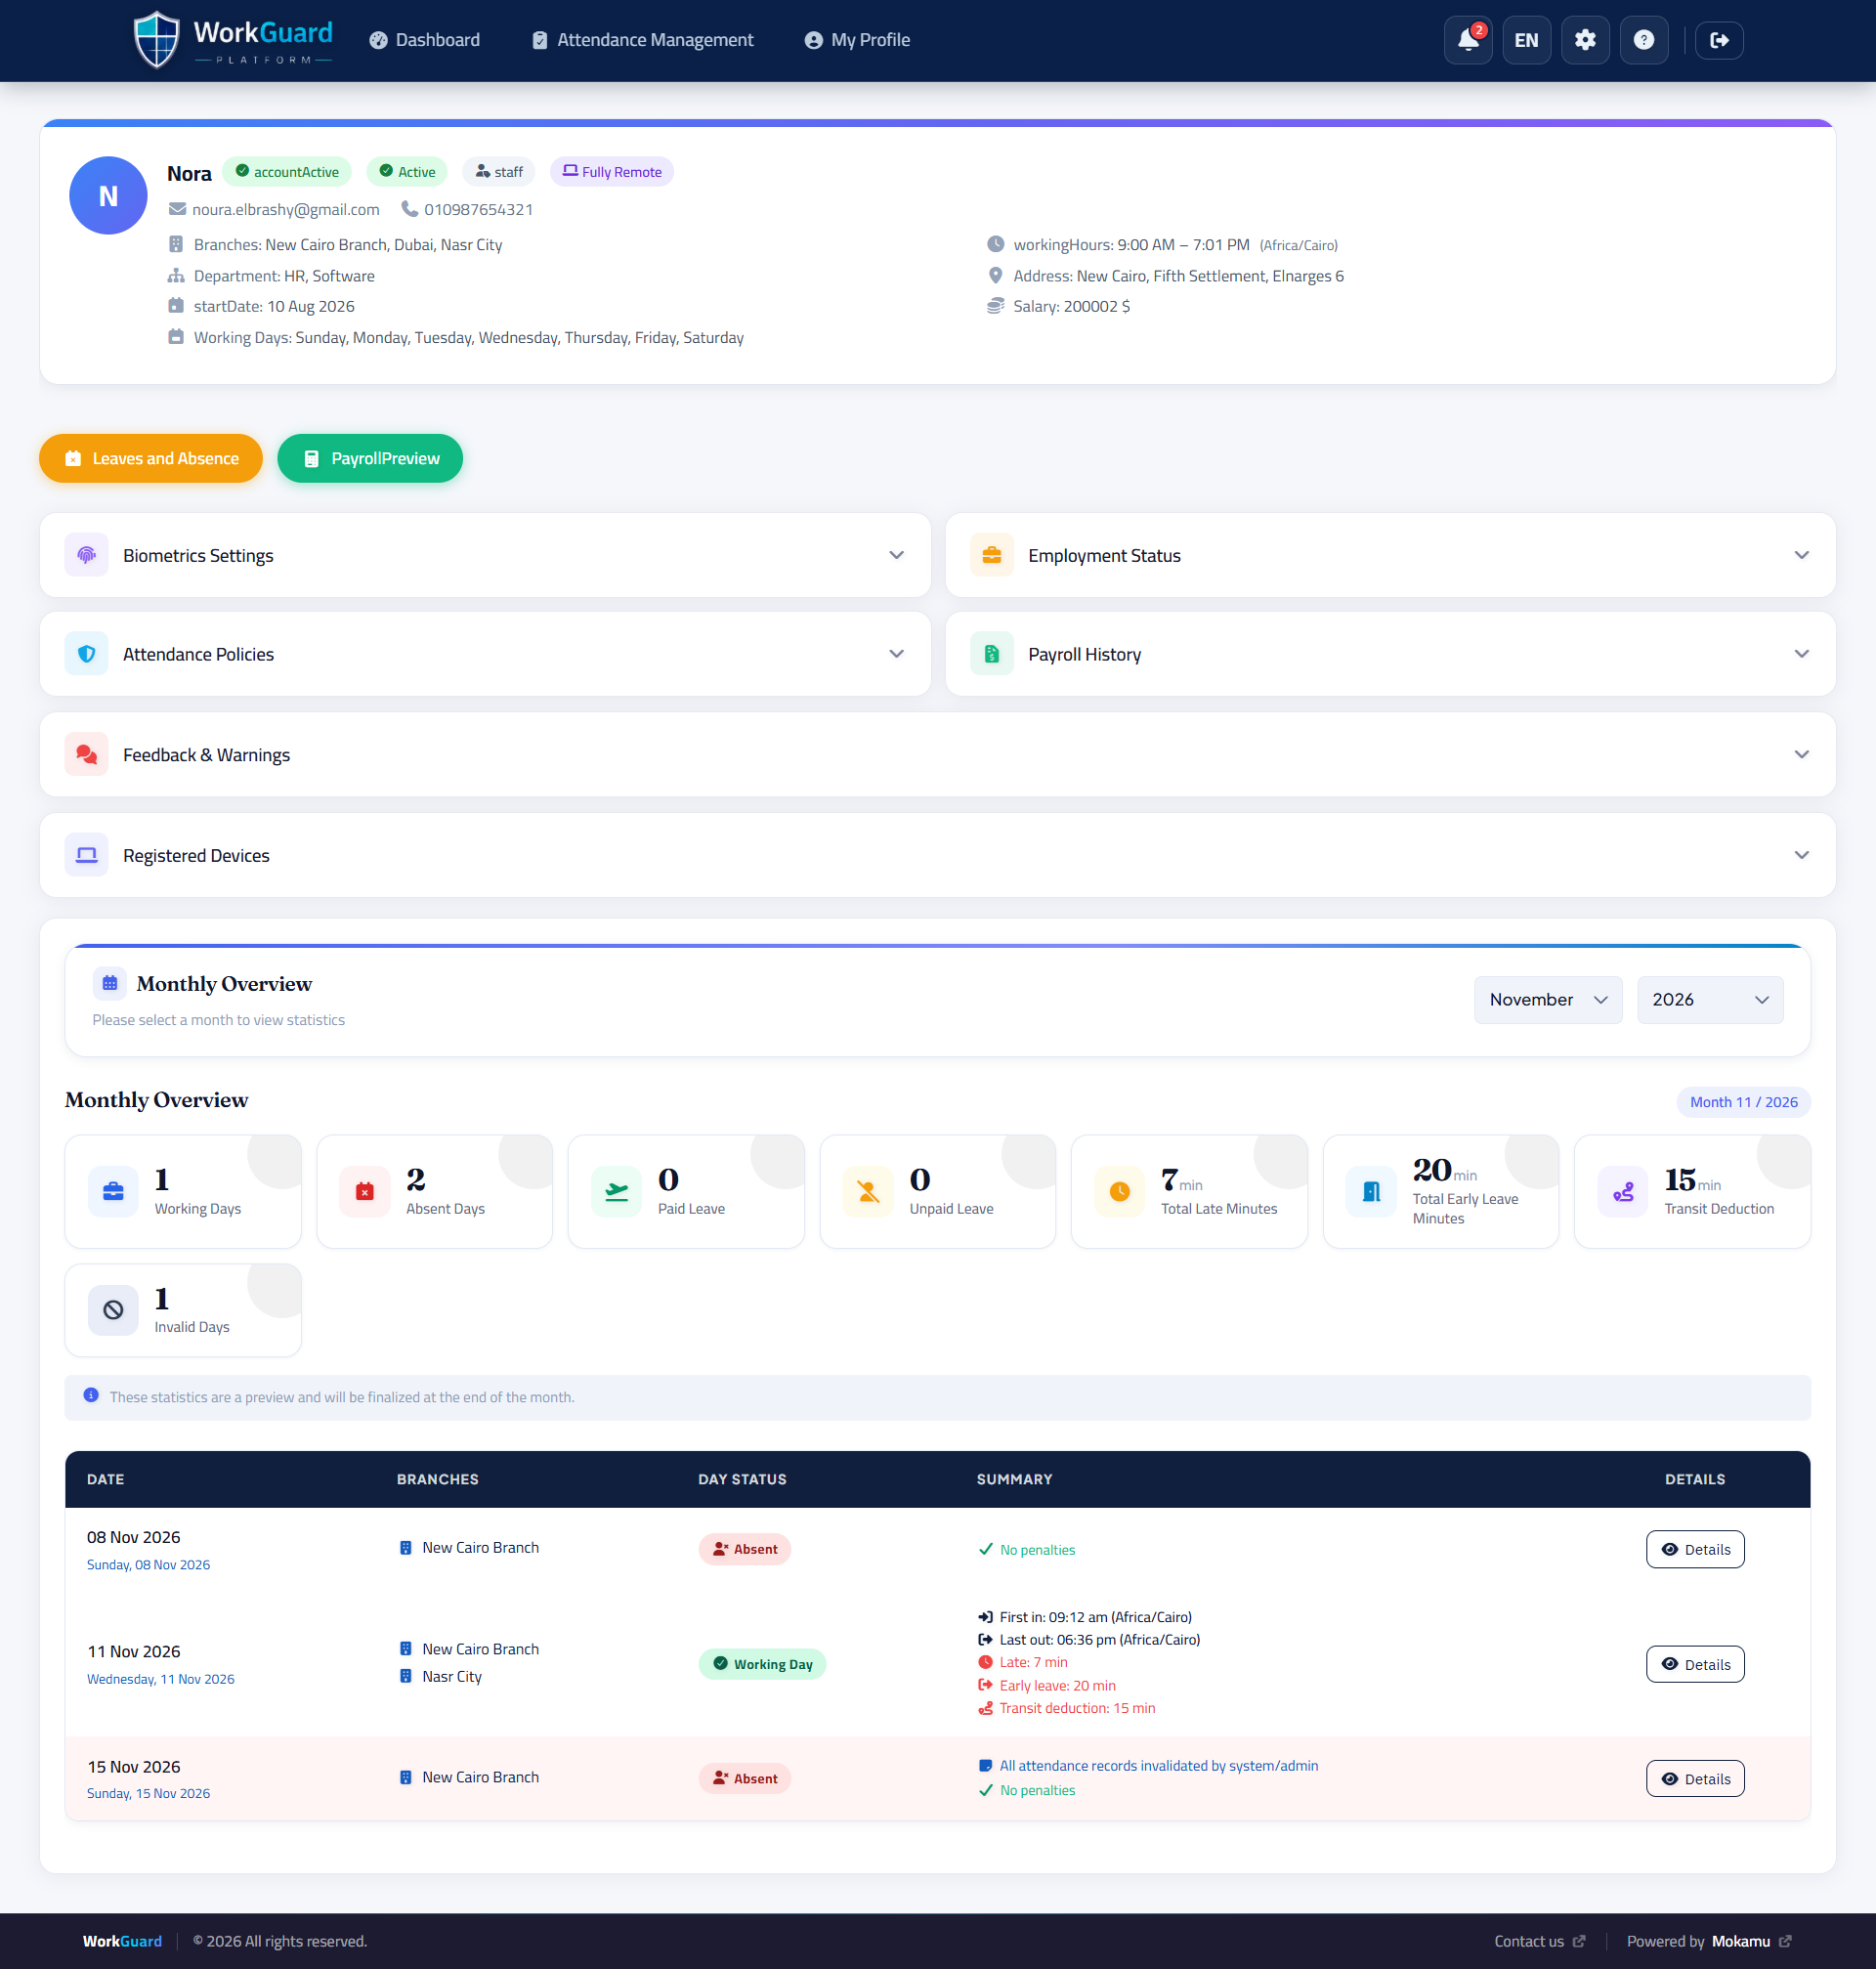 WorkGuard
PLATFORM
Dashboard
Attendance Management
My Profile
2
EN
N
Nora
accountActive
Active
staff
Fully Remote
noura.elbrashy@gmail.com
010987654321
Branches: New Cairo Branch, Dubai, Nasr City
workingHours: 9:00 AM – 7:01 PM (Africa/Cairo)
Department: HR, Software
Address: New Cairo, Fifth Settlement, Elnarges 6
startDate: 10 Aug 2026
Salary: 200002 $
Working Days: Sunday, Monday, Tuesday, Wednesday, Thursday, Friday, Saturday
Leaves and Absence
PayrollPreview
Biometrics Settings
Employment Status
Attendance Policies
Payroll History
Feedback & Warnings
Registered Devices
Monthly Overview
Please select a month to view statistics
November
2026
Monthly Overview
Month 11 / 2026
1
Working Days
2
Absent Days
0
Paid Leave
0
Unpaid Leave
7 min
Total Late Minutes
20 min
Total Early Leave
Minutes
15 min
Transit Deduction
1
Invalid Days
These statistics are a preview and will be finalized at the end of the month.
DATE BRANCHES DAY STATUS SUMMARY DETAILS
08 Nov 2026
Sunday, 08 Nov 2026
New Cairo Branch
Absent
No penalties
Details
11 Nov 2026
Wednesday, 11 Nov 2026
New Cairo Branch
Nasr City
Working Day
First in: 09:12 am (Africa/Cairo)
Last out: 06:36 pm (Africa/Cairo)
Late: 7 min
Early leave: 20 min
Transit deduction: 15 min
Details
15 Nov 2026
Sunday, 15 Nov 2026
New Cairo Branch
Absent
All attendance records invalidated by system/admin
No penalties
Details
WorkGuard
© 2026 All rights reserved.
Contact us
Powered by Mokamu